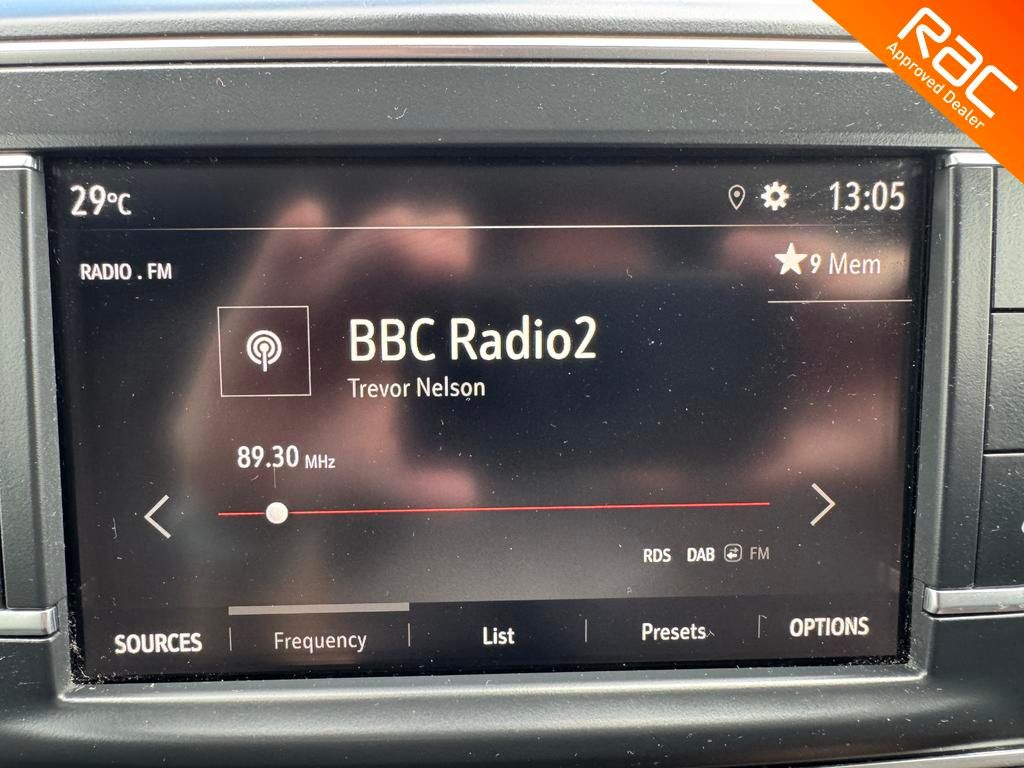 RAC
Approved Dealer
29°C
13:05
RADIO . FM
9 Mem
BBC Radio2
Trevor Nelson
89.30 MHz
RDS DAB FM
SOURCES Frequency List Presets OPTIONS